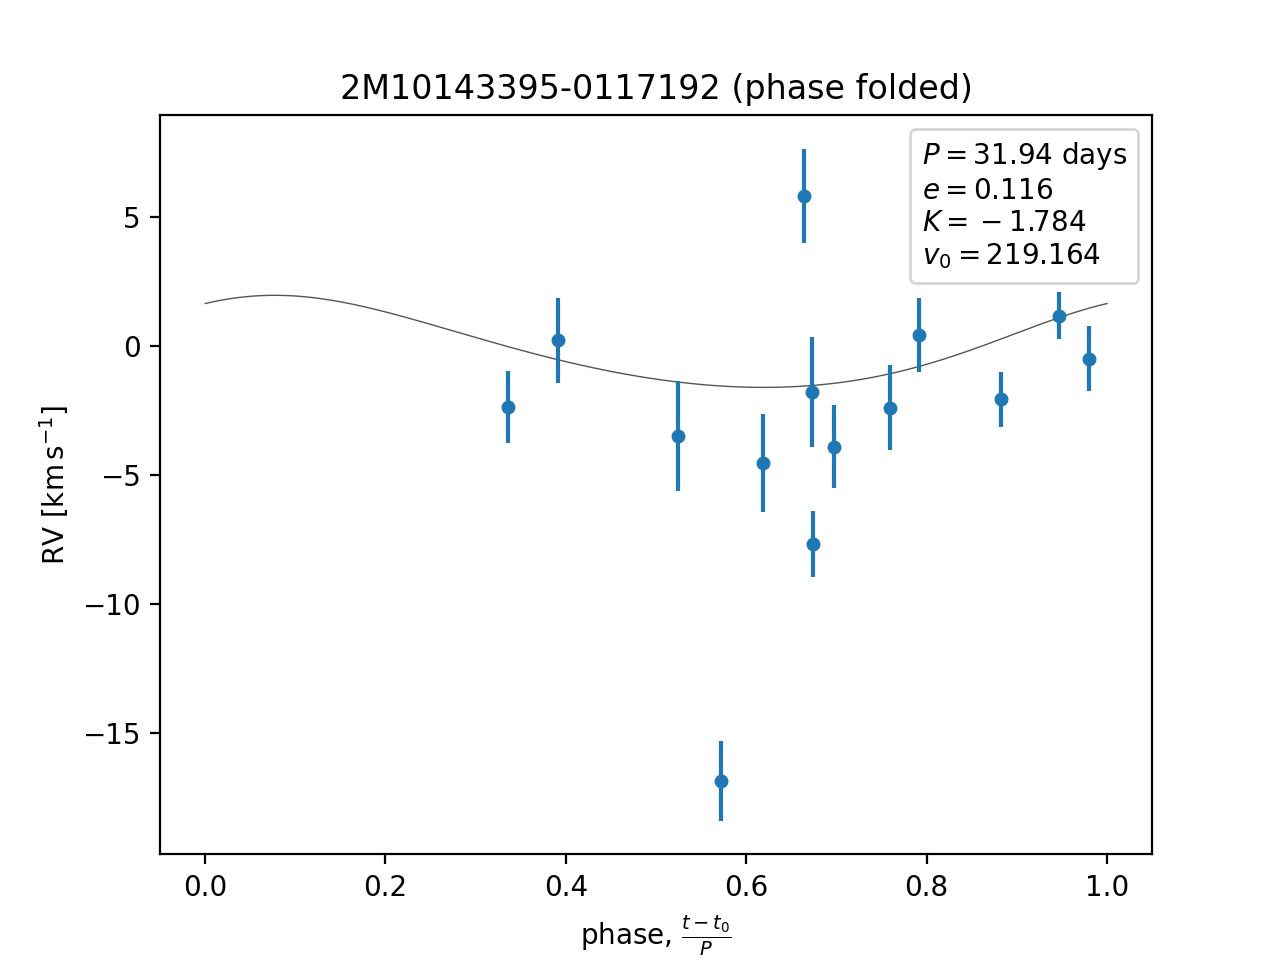 2M10143395-0117192 (phase folded)
P = 31.94 days
e = 0.116
K = −1.784
v₀ = 219.164
5
0
−5
−10
−15
RV [km s⁻¹]
0.0 0.2 0.4 0.6 0.8 1.0
phase, (t − t₀)/P